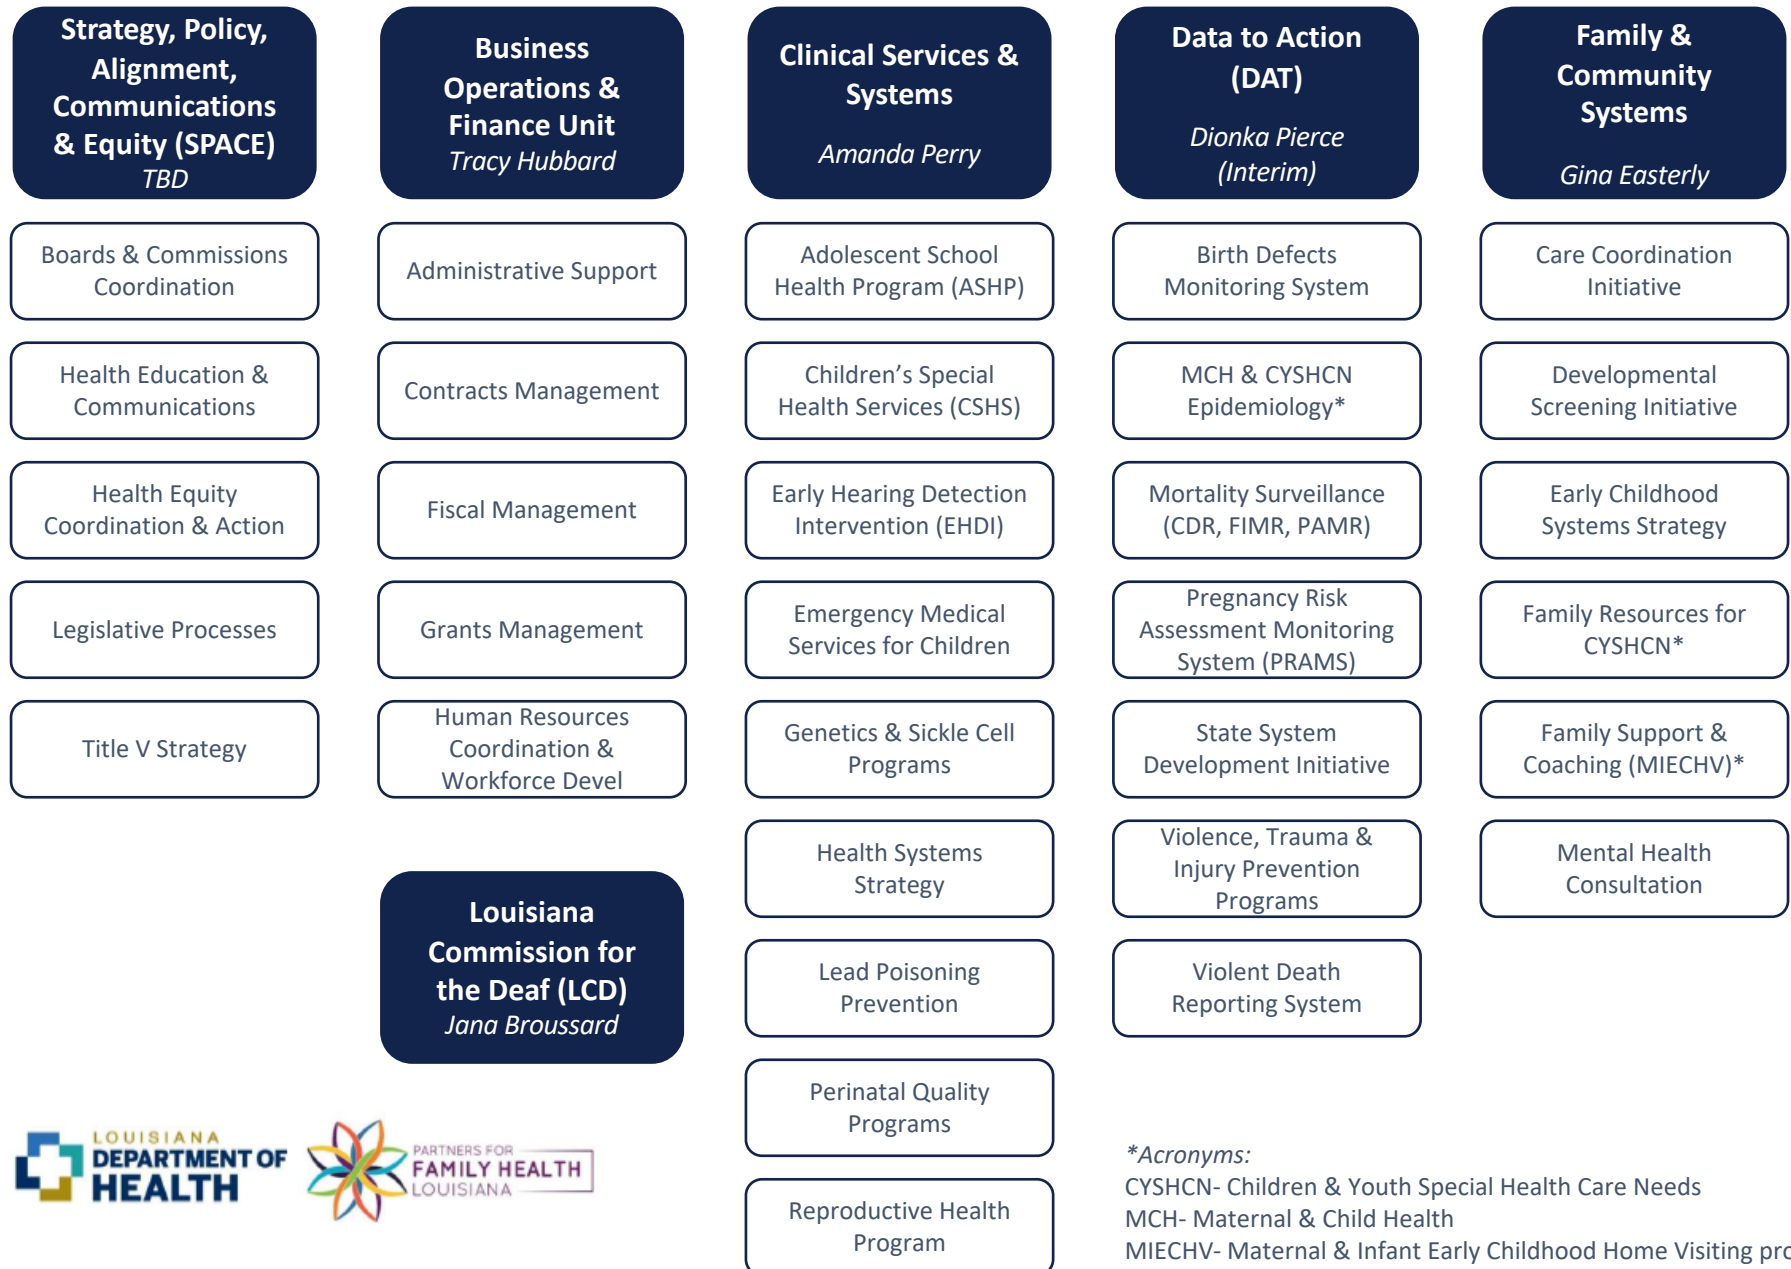 Strategy, Policy,
Alignment,
Communications
& Equity (SPACE)
TBD
Boards & Commissions
Coordination
Health Education &
Communications
Health Equity
Coordination & Action
Legislative Processes
Title V Strategy
Business
Operations &
Finance Unit
Tracy Hubbard
Administrative Support
Contracts Management
Fiscal Management
Grants Management
Human Resources
Coordination &
Workforce Devel
Louisiana
Commission for
the Deaf (LCD)
Jana Broussard
Clinical Services &
Systems
Amanda Perry
Adolescent School
Health Program (ASHP)
Children’s Special
Health Services (CSHS)
Early Hearing Detection
Intervention (EHDI)
Emergency Medical
Services for Children
Genetics & Sickle Cell
Programs
Health Systems
Strategy
Lead Poisoning
Prevention
Perinatal Quality
Programs
Reproductive Health
Program
Data to Action
(DAT)
Dionka Pierce
(Interim)
Birth Defects
Monitoring System
MCH & CYSHCN
Epidemiology*
Mortality Surveillance
(CDR, FIMR, PAMR)
Pregnancy Risk
Assessment Monitoring
System (PRAMS)
State System
Development Initiative
Violence, Trauma &
Injury Prevention
Programs
Violent Death
Reporting System
Family &
Community
Systems
Gina Easterly
Care Coordination
Initiative
Developmental
Screening Initiative
Early Childhood
Systems Strategy
Family Resources for
CYSHCN*
Family Support &
Coaching (MIECHV)*
Mental Health
Consultation
LOUISIANA
DEPARTMENT OF
HEALTH
PARTNERS FOR
FAMILY HEALTH
LOUISIANA
*Acronyms:
CYSHCN- Children & Youth Special Health Care Needs
MCH- Maternal & Child Health
MIECHV- Maternal & Infant Early Childhood Home Visiting